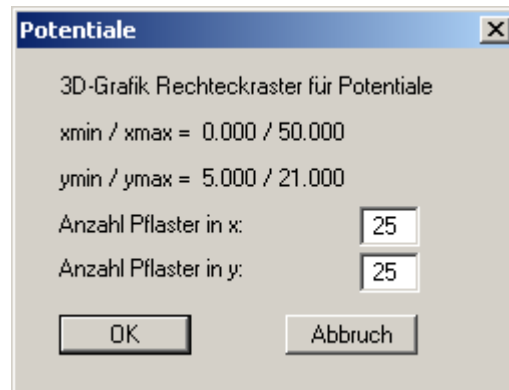 Potentiale
3D-Grafik Rechteckraster für Potentiale
xmin / xmax = 0.000 / 50.000
ymin / ymax = 5.000 / 21.000
Anzahl Pflaster in x: 25
Anzahl Pflaster in y: 25
OK Abbruch